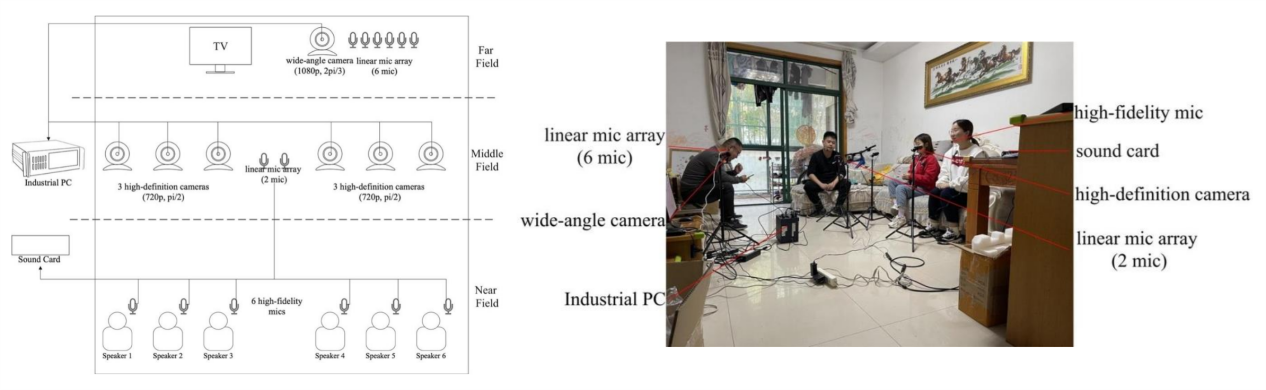 TV
wide-angle camera
(1080p, 2pi/3)
linear mic array
(6 mic)
Far
Field
Industrial PC
3 high-definition cameras
(720p, pi/2)
linear mic array
(2 mic)
3 high-definition cameras
(720p, pi/2)
Middle
Field
Sound Card
6 high-fidelity
mics
Near
Field
Speaker 1
Speaker 2
Speaker 3
Speaker 4
Speaker 5
Speaker 6
linear mic array
(6 mic)
wide-angle camera
Industrial PC
high-fidelity mic
sound card
high-definition camera
linear mic array
(2 mic)